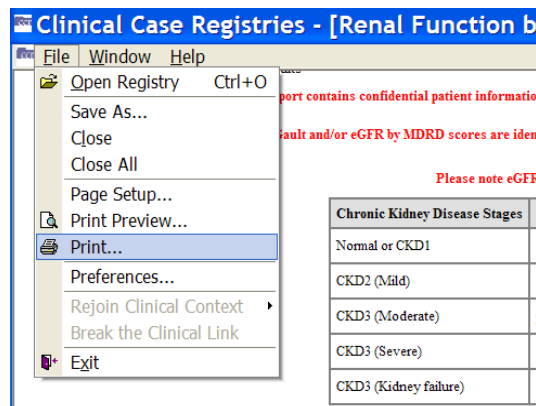 Clinical Case Registries - [Renal Function b
File Window Help
Open Registry Ctrl+O
Save As...
Close
Close All
Page Setup...
Print Preview...
Print...
Preferences...
Rejoin Clinical Context
Break the Clinical Link
Exit
port contains confidential patient informatio
ault and/or eGFR by MDRD scores are iden
Please note eGFR
Chronic Kidney Disease Stages
Normal or CKD1
CKD2 (Mild)
CKD3 (Moderate)
CKD3 (Severe)
CKD3 (Kidney failure)